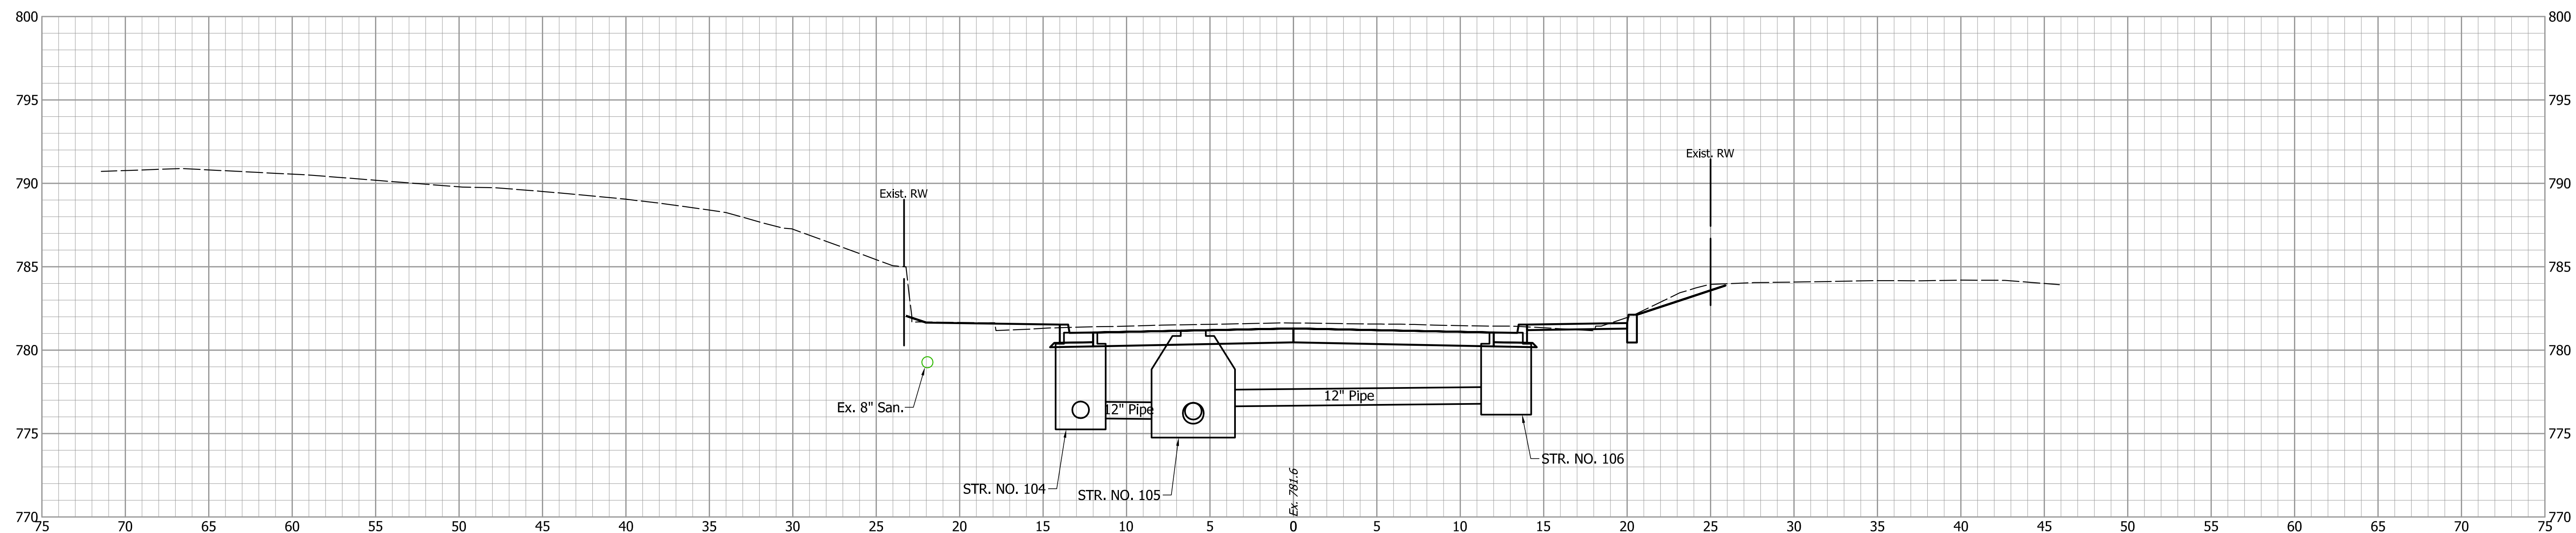 800 800
795 795
Exist. RW
790 790
Exist. RW
785 785
780 780
12" Pipe
Ex. 8" San. 12" Pipe
775 775
STR. NO. 106
STR. NO. 104
STR. NO. 105
Ex. 781.6
770 770
75 70 65 60 55 50 45 40 35 30 25 20 15 10 5 0 5 10 15 20 25 30 35 40 45 50 55 60 65 70 75